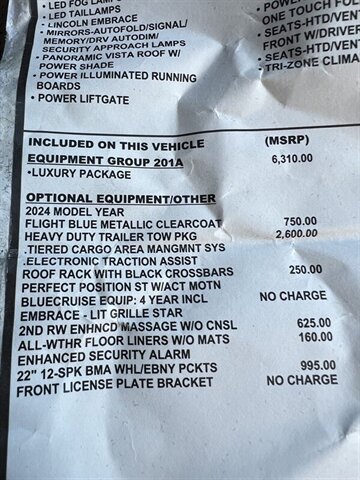 • LED FOG LAMP
• LED TAILLAMPS
• LINCOLN EMBRACE
• MIRRORS-AUTOFOLD/SIGNAL/
MEMORY/DRV AUTODIM/
SECURITY APPROACH LAMPS
• PANORAMIC VISTA ROOF W/
POWER SHADE
• POWER ILLUMINATED RUNNING
BOARDS
• POWER LIFTGATE
• POWER
ONE TOUCH FOL
• SEATS-HTD/VEN
FRONT W/DRIVER
• SEATS-HTD/VENT
• TRI-ZONE CLIMA
INCLUDED ON THIS VEHICLE (MSRP)
EQUIPMENT GROUP 201A 6,310.00
•LUXURY PACKAGE
OPTIONAL EQUIPMENT/OTHER
2024 MODEL YEAR
FLIGHT BLUE METALLIC CLEARCOAT 750.00
HEAVY DUTY TRAILER TOW PKG 2,600.00
.TIERED CARGO AREA MANGMNT SYS
.ELECTRONIC TRACTION ASSIST
ROOF RACK WITH BLACK CROSSBARS 250.00
PERFECT POSITION ST W/ACT MOTN
BLUECRUISE EQUIP: 4 YEAR INCL NO CHARGE
EMBRACE - LIT GRILLE STAR
2ND RW ENHNCD MASSAGE W/O CNSL 625.00
ALL-WTHR FLOOR LINERS W/O MATS 160.00
ENHANCED SECURITY ALARM
22" 12-SPK BMA WHL/EBNY PCKTS 995.00
FRONT LICENSE PLATE BRACKET NO CHARGE